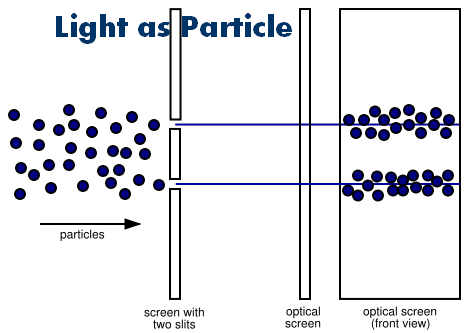 Light as Particle
particles
screen with
two slits
optical
screen
optical screen
(front view)